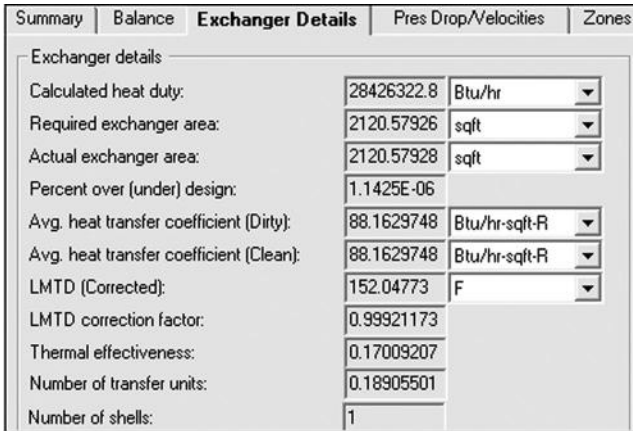 Summary Balance Exchanger Details Pres Drop/Velocities Zones
Exchanger details
Calculated heat duty: 28426322.8 Btu/hr
Required exchanger area: 2120.57926 sqft
Actual exchanger area: 2120.57928 sqft
Percent over (under) design: 1.1425E-06
Avg. heat transfer coefficient (Dirty): 88.1629748 Btu/hr-sqft-R
Avg. heat transfer coefficient (Clean): 88.1629748 Btu/hr-sqft-R
LMTD (Corrected): 152.04773 F
LMTD correction factor: 0.99921173
Thermal effectiveness: 0.17009207
Number of transfer units: 0.18905501
Number of shells: 1